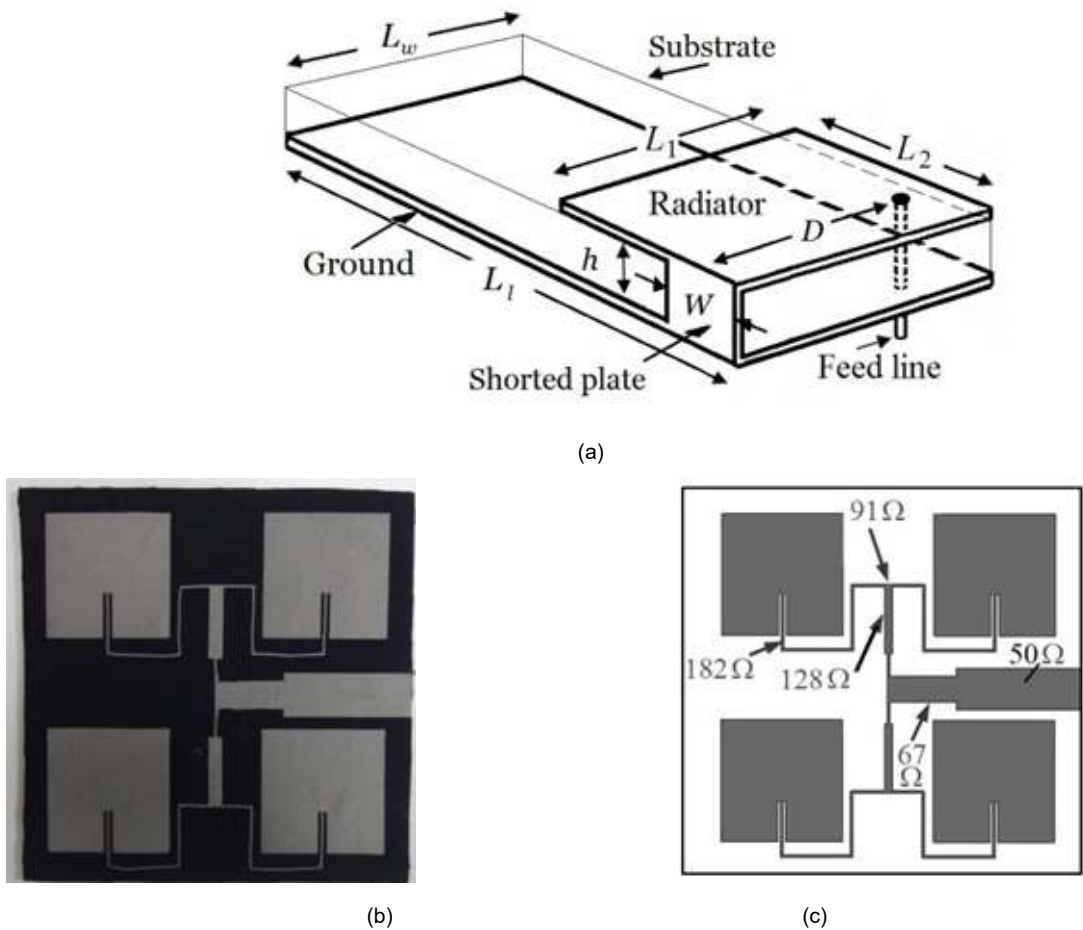 L_w
Substrate
L_1
L_2
Radiator
D
Ground
h
L_l
W
Shorted plate
Feed line
(a)
91Ω
182Ω
128Ω
50Ω
67
Ω
(b)
(c)